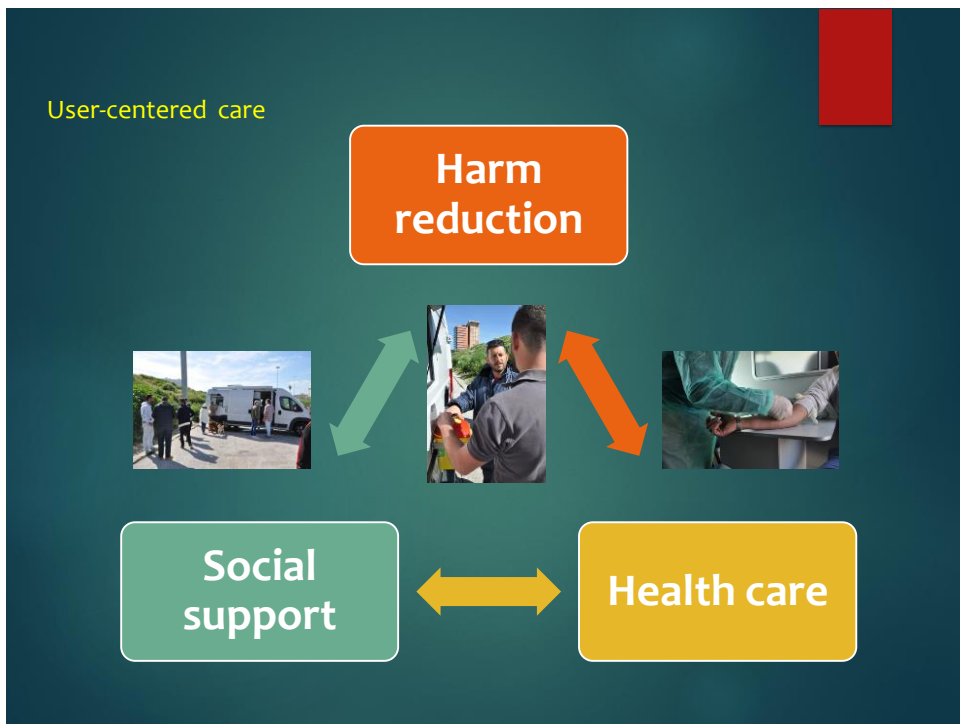 User-centered care
Harm
reduction
Social
support
Health care